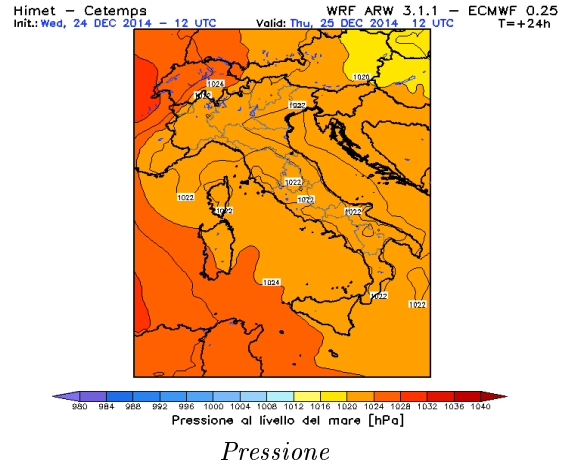 Himet – Cetemps WRF ARW 3.1.1 – ECMWF 0.25
Init.: Wed, 24 DEC 2014 – 12 UTC Valid: Thu, 25 DEC 2014 12 UTC T=+24h
1020
1024
1022
1022
1022
1022
1022
1022
1022
1024
1022
1022
980 984 988 992 996 1000 1004 1008 1012 1016 1020 1024 1028 1032 1036 1040
Pressione al livello del mare [hPa]
Pressione